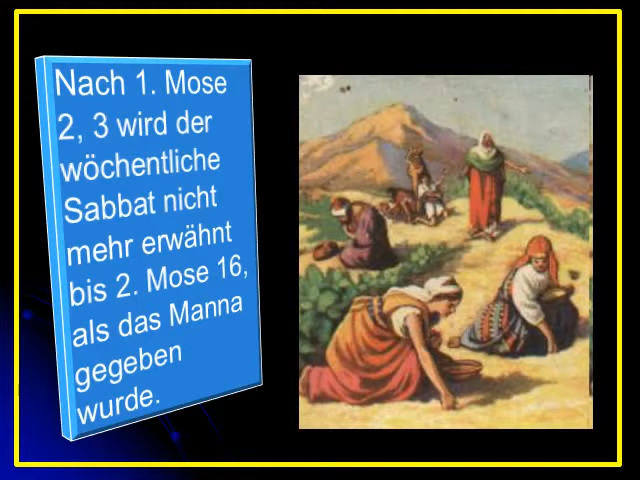 Nach 1. Mose
2, 3 wird der
wöchentliche
Sabbat nicht
mehr erwähnt
bis 2. Mose 16,
als das Manna
gegeben
wurde.